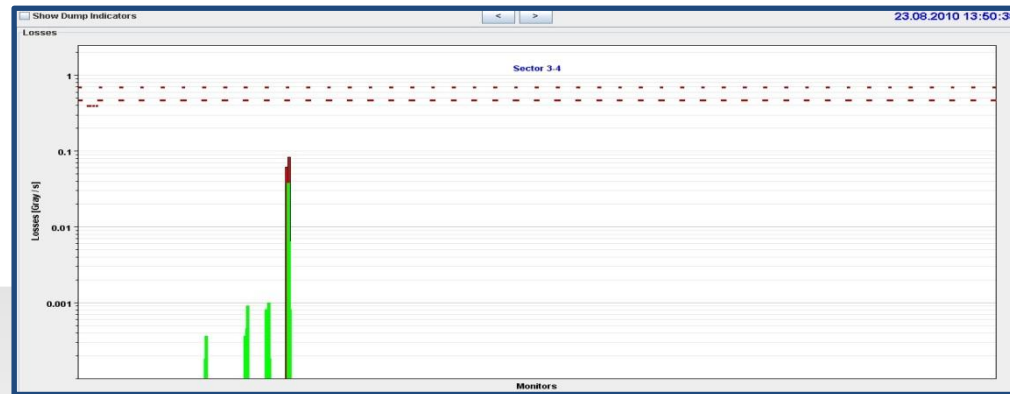 Show Dump Indicators < > 23.08.2010 13:50:3
Losses
Sector 3-4
1
0.1
0.01
0.001
Losses [Gray / s]
Monitors